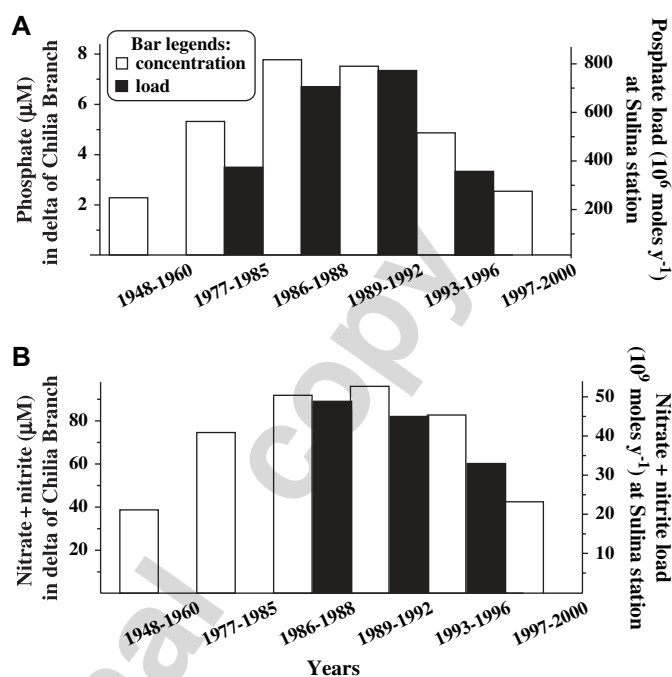 A
Bar legends:
concentration
load
Phosphate (μM)
in delta of Chilia Branch
8
6
4
2
800
600
400
200
Posphate load (10⁶ moles y⁻¹)
at Sulina station
1948-1960
1977-1985
1986-1988
1989-1992
1993-1996
1997-2000
B
Nitrate+nitrite (μM)
in delta of Chilia Branch
80
60
40
20
50
40
30
20
10
Nitrate + nitrite load
(10⁹ moles y⁻¹) at Sulina station
1948-1960
1977-1985
1986-1988
1989-1992
1993-1996
1997-2000
Years
al copy